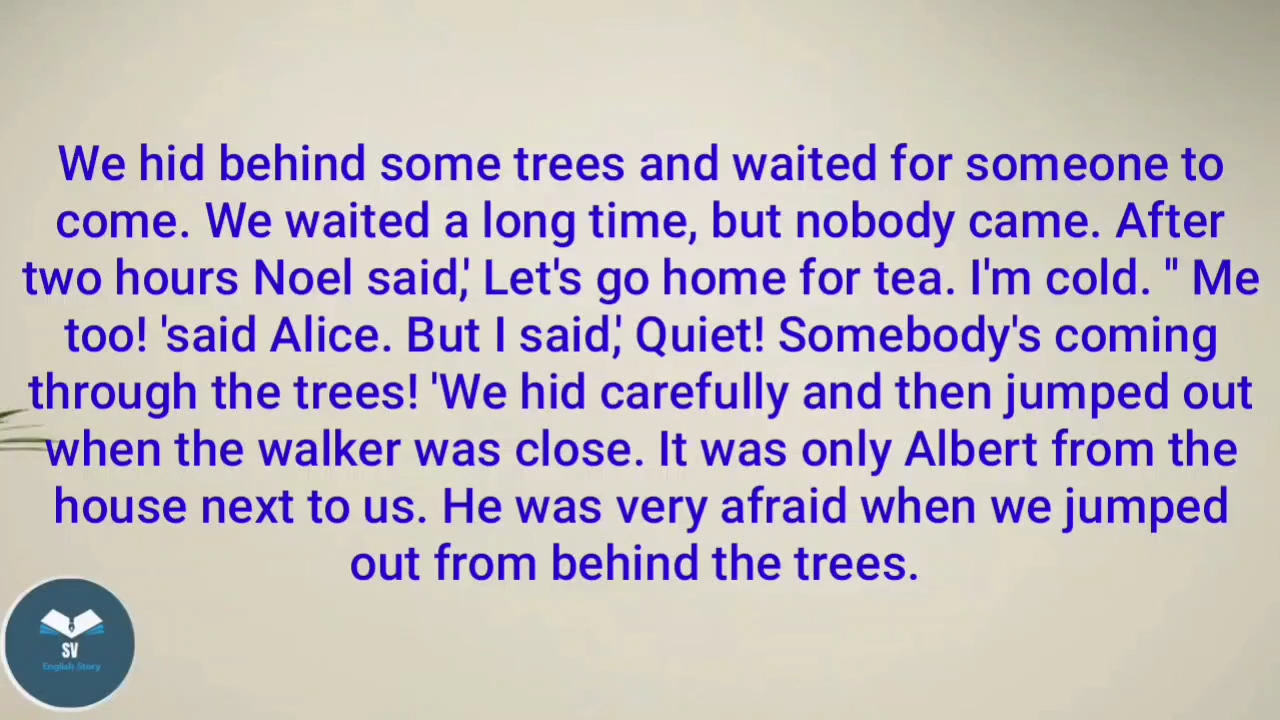 We hid behind some trees and waited for someone to
come. We waited a long time, but nobody came. After
two hours Noel said,' Let's go home for tea. I'm cold. " Me
too! 'said Alice. But I said,' Quiet! Somebody's coming
through the trees! 'We hid carefully and then jumped out
when the walker was close. It was only Albert from the
house next to us. He was very afraid when we jumped
out from behind the trees.
SV
English Story